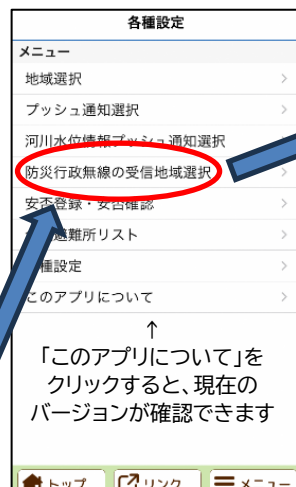 各種設定
メニュー
地域選択
プッシュ通知選択
河川水位情報プッシュ通知選択
防災行政無線の受信地域選択
安否登録・安否確認
避難所リスト
種設定
このアプリについて
↑
「このアプリについて」を
クリックすると、現在の
バージョンが確認できます
トップ リンク メニュー